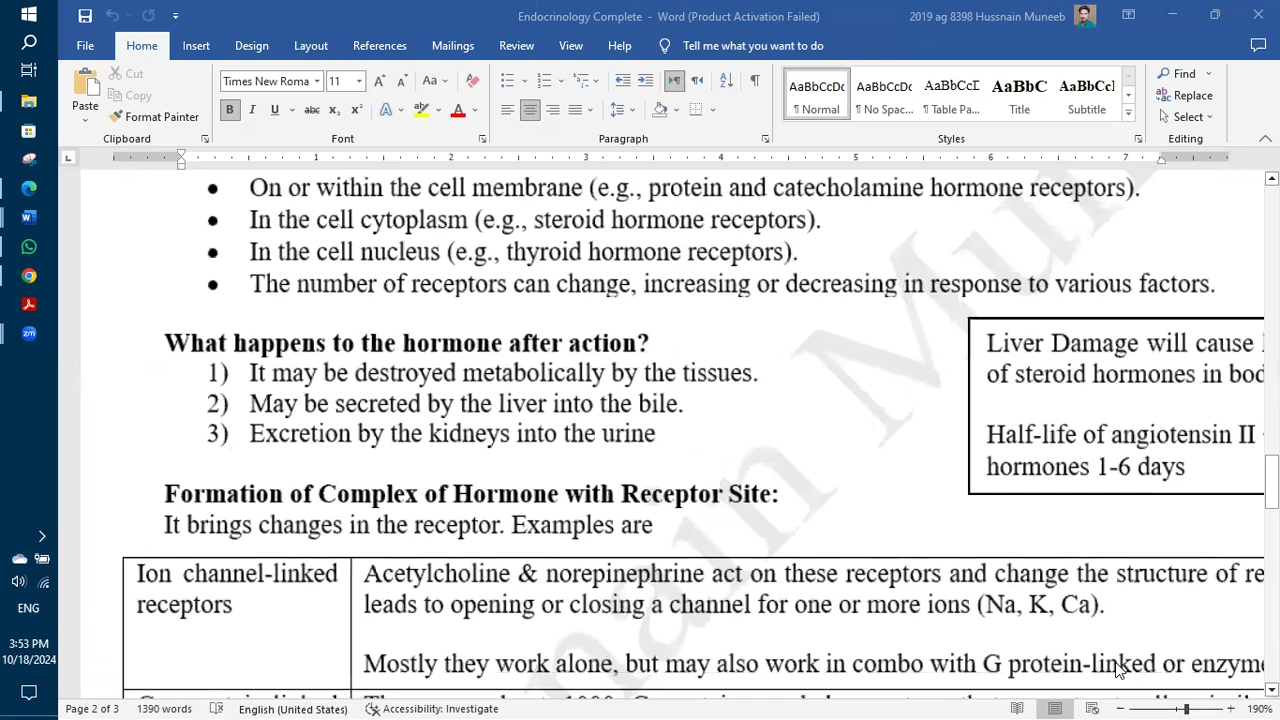 Endocrinology Complete - Word (Product Activation Failed)
2019 ag 8398 Hussnain Muneeb
File Home Insert Design Layout References Mailings Review View Help Tell me what you want to do
Paste
Cut
Copy
Format Painter
Clipboard
Times New Roma 11
Font
Paragraph
AaBbCcDc AaBbCcDc AaBbCcD AaBbC AaBbCcI
¶ Normal ¶ No Spac... ¶ Table Pa... Title Subtitle
Styles
Find
Replace
Select
Editing
1 2 3 4 5 6 7
• On or within the cell membrane (e.g., protein and catecholamine hormone receptors).
• In the cell cytoplasm (e.g., steroid hormone receptors).
• In the cell nucleus (e.g., thyroid hormone receptors).
• The number of receptors can change, increasing or decreasing in response to various factors.
What happens to the hormone after action?
1) It may be destroyed metabolically by the tissues.
2) May be secreted by the liver into the bile.
3) Excretion by the kidneys into the urine
Liver Damage will cause
of steroid hormones in bod
Half-life of angiotensin II
hormones 1-6 days
Formation of Complex of Hormone with Receptor Site:
It brings changes in the receptor. Examples are
Ion channel-linked
receptors
Acetylcholine & norepinephrine act on these receptors and change the structure of re
leads to opening or closing a channel for one or more ions (Na, K, Ca).
Mostly they work alone, but may also work in combo with G protein-linked or enzyme
ENG
3:53 PM
10/18/2024
Page 2 of 3 1390 words English (United States) Accessibility: Investigate 190%